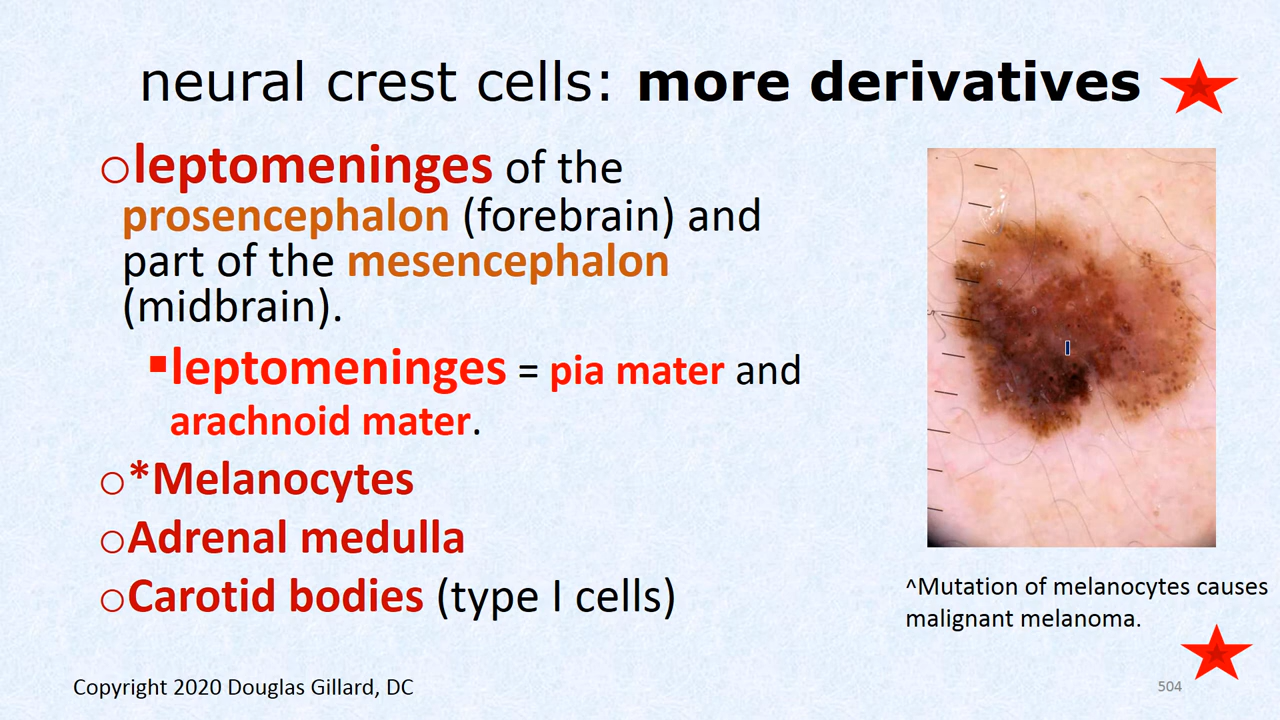 neural crest cells: more derivatives
○leptomeninges of the
prosencephalon (forebrain) and
part of the mesencephalon
(midbrain).
▪leptomeninges = pia mater and
arachnoid mater.
○*Melanocytes
○Adrenal medulla
○Carotid bodies (type I cells)
^Mutation of melanocytes causes
malignant melanoma.
Copyright 2020 Douglas Gillard, DC
504